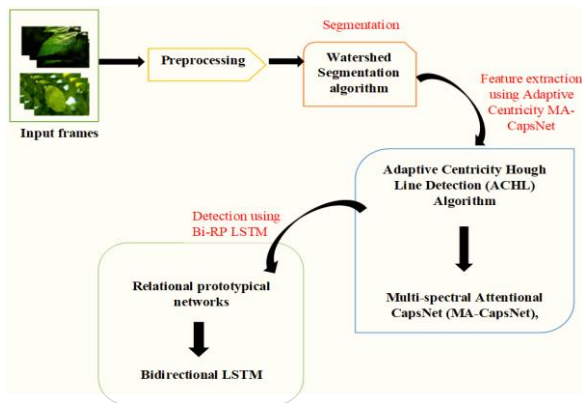 Input frames
Preprocessing
Segmentation
Watershed
Segmentation
algorithm
Feature extraction
using Adaptive
Centricity MA-
CapsNet
Adaptive Centricity Hough
Line Detection (ACHL)
Algorithm
Multi-spectral Attentional
CapsNet (MA-CapsNet),
Detection using
Bi-RP LSTM
Relational prototypical
networks
Bidirectional LSTM